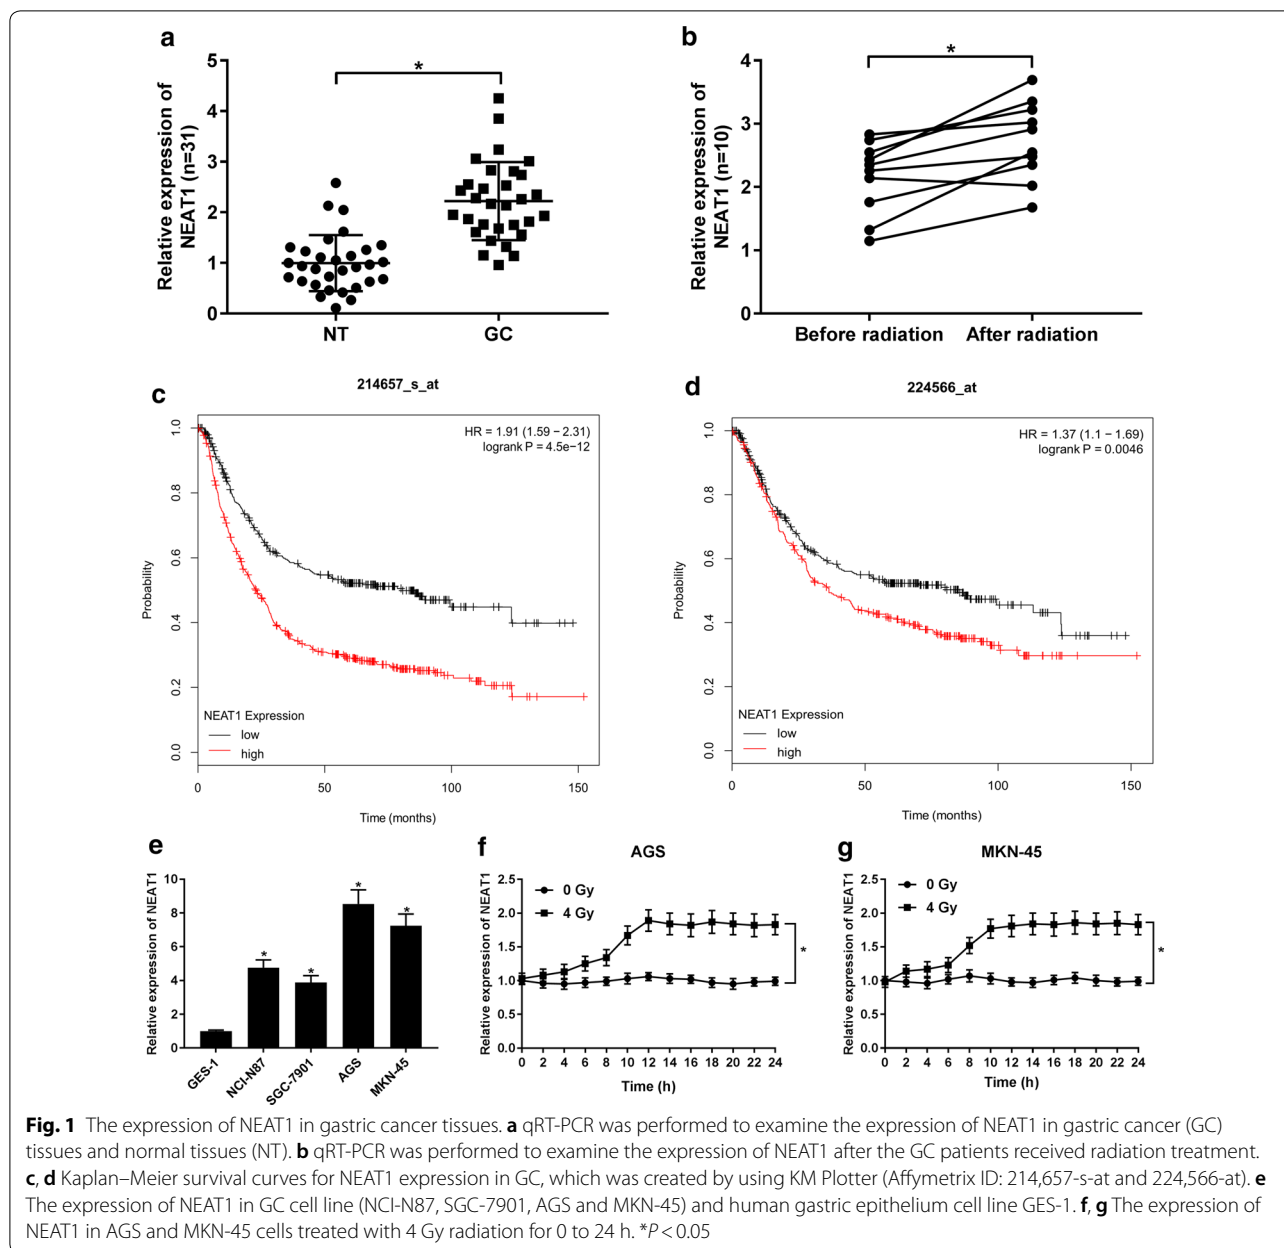 a
Relative expression of
NEAT1 (n=31)
5
4
3
2
1
0
*
NT
GC
b
Relative expression of
NEAT1 (n=10)
4
3
2
1
0
*
Before radiation
After radiation
c
214657_s_at
HR = 1.91 (1.59 − 2.31)
logrank P = 4.5e−12
Probability
1.0
0.8
0.6
0.4
0.2
0.0
NEAT1 Expression
low
high
0 50 100 150
Time (months)
d
224566_at
HR = 1.37 (1.1 − 1.69)
logrank P = 0.0046
Probability
1.0
0.8
0.6
0.4
0.2
0.0
NEAT1 Expression
low
high
0 50 100 150
Time (months)
e
Relative expression of NEAT1
10
8
6
4
2
0
*
*
*
*
GES-1
NCI-N87
SGC-7901
AGS
MKN-45
f
AGS
Relative expression of NEAT1
2.5
2.0
1.5
1.0
0.5
0.0
0 Gy
4 Gy
*
0 2 4 6 8 10 12 14 16 18 20 22 24
Time (h)
g
MKN-45
Relative expression of NEAT1
2.5
2.0
1.5
1.0
0.5
0.0
0 Gy
4 Gy
*
0 2 4 6 8 10 12 14 16 18 20 22 24
Time (h)
Fig. 1 The expression of NEAT1 in gastric cancer tissues. a qRT-PCR was performed to examine the expression of NEAT1 in gastric cancer (GC)
tissues and normal tissues (NT). b qRT-PCR was performed to examine the expression of NEAT1 after the GC patients received radiation treatment.
c, d Kaplan–Meier survival curves for NEAT1 expression in GC, which was created by using KM Plotter (Affymetrix ID: 214,657-s-at and 224,566-at). e
The expression of NEAT1 in GC cell line (NCI-N87, SGC-7901, AGS and MKN-45) and human gastric epithelium cell line GES-1. f, g The expression of
NEAT1 in AGS and MKN-45 cells treated with 4 Gy radiation for 0 to 24 h. *P < 0.05